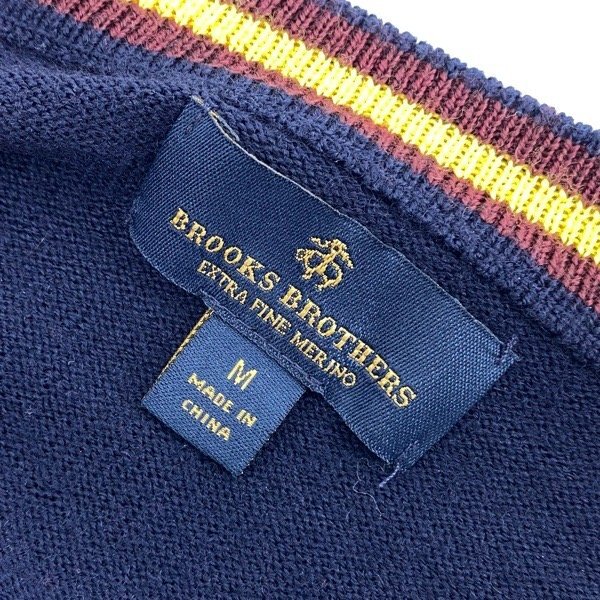 BROOKS BROTHERS
EXTRA FINE MERINO
M
MADE IN
CHINA